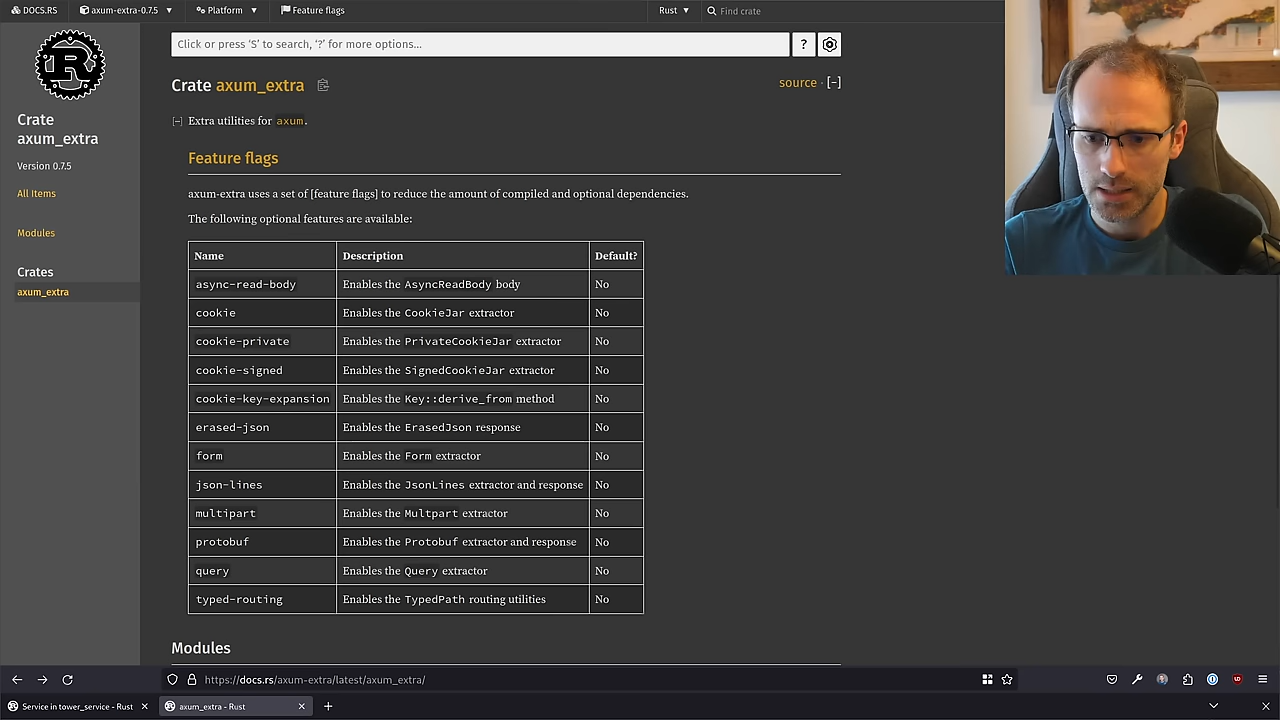 DOCS.RS axum-extra-0.7.5 Platform Feature flags Rust Find crate
Click or press ‘S’ to search, ‘?’ for more options… ?
Crate axum_extra
source · [−]
Crate
axum_extra
Version 0.7.5
All Items
Modules
Crates
axum_extra
[−] Extra utilities for axum.
Feature flags
axum-extra uses a set of [feature flags] to reduce the amount of compiled and optional dependencies.
The following optional features are available:
Name Description Default?
async-read-body Enables the AsyncReadBody body No
cookie Enables the CookieJar extractor No
cookie-private Enables the PrivateCookieJar extractor No
cookie-signed Enables the SignedCookieJar extractor No
cookie-key-expansion Enables the Key::derive_from method No
erased-json Enables the ErasedJson response No
form Enables the Form extractor No
json-lines Enables the JsonLines extractor and response No
multipart Enables the Multpart extractor No
protobuf Enables the Protobuf extractor and response No
query Enables the Query extractor No
typed-routing Enables the TypedPath routing utilities No
Modules
https://docs.rs/axum-extra/latest/axum_extra/
Service in tower_service - Rust axum_extra - Rust